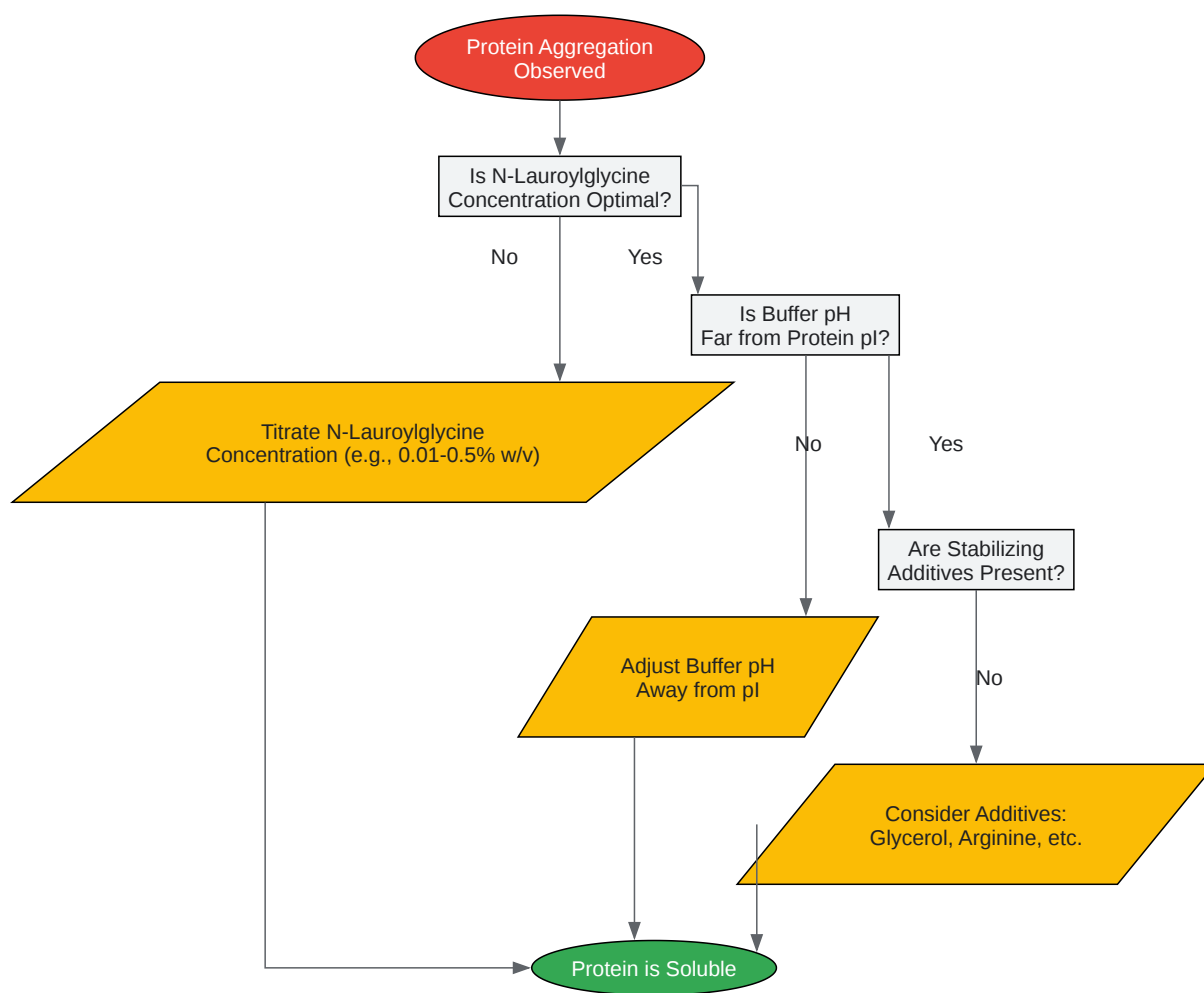 Protein Aggregation
Observed
Is N-Lauroylglycine
Concentration Optimal?
No
Yes
Is Buffer pH
Far from Protein pI?
Titrate N-Lauroylglycine
Concentration (e.g., 0.01-0.5% w/v)
No
Yes
Are Stabilizing
Additives Present?
Adjust Buffer pH
Away from pI
No
Consider Additives:
Glycerol, Arginine, etc.
Protein is Soluble